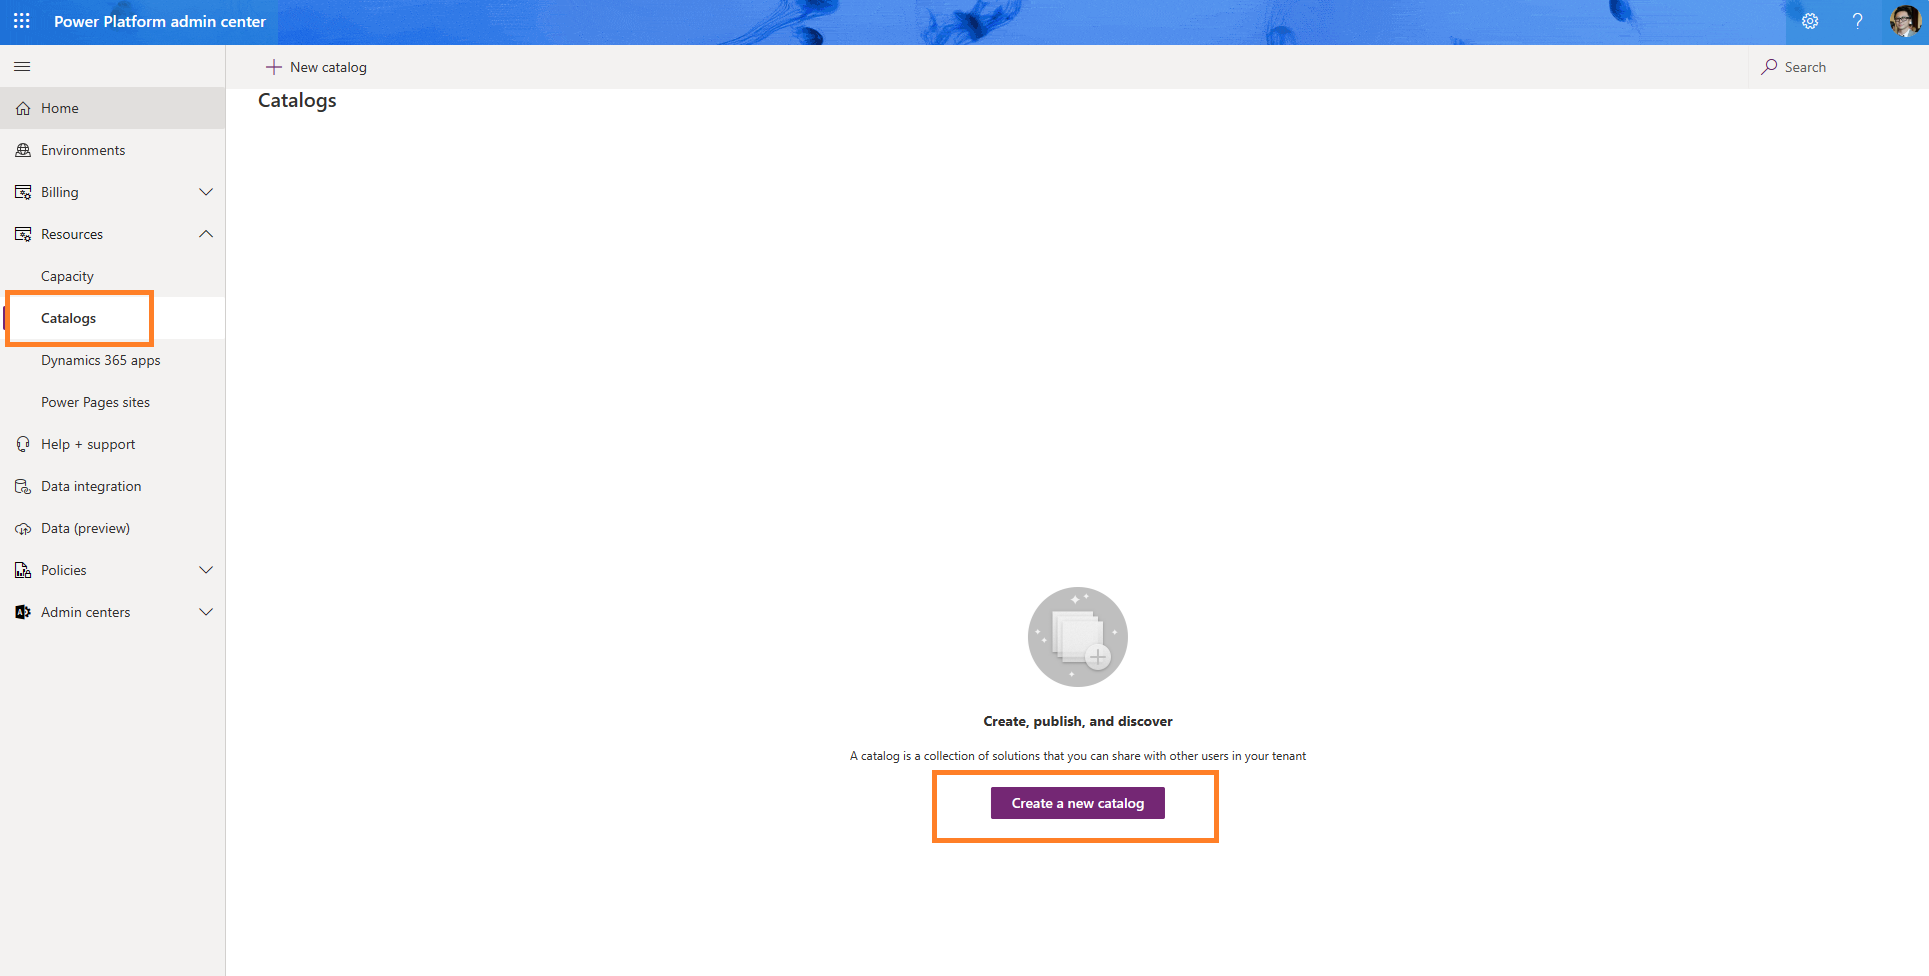 Power Platform admin center
New catalog
Search
Catalogs
Home
Environments
Billing
Resources
Capacity
Catalogs
Dynamics 365 apps
Power Pages sites
Help + support
Data integration
Data (preview)
Policies
Admin centers
Create, publish, and discover
A catalog is a collection of solutions that you can share with other users in your tenant
Create a new catalog